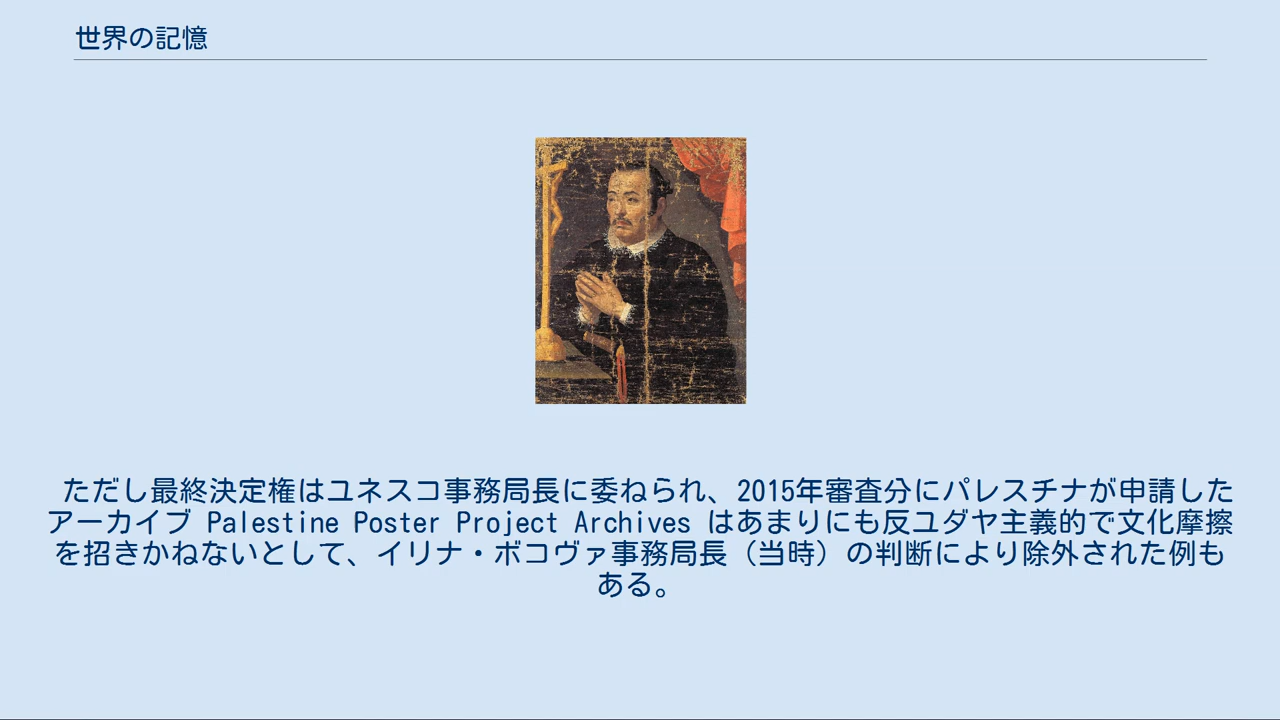 世界の記憶
ただし最終決定権はユネスコ事務局長に委ねられ、2015年審査分にパレスチナが申請した
アーカイブ Palestine Poster Project Archives はあまりにも反ユダヤ主義的で文化摩擦
を招きかねないとして、イリナ・ボコヴァ事務局長（当時）の判断により除外された例も
ある。